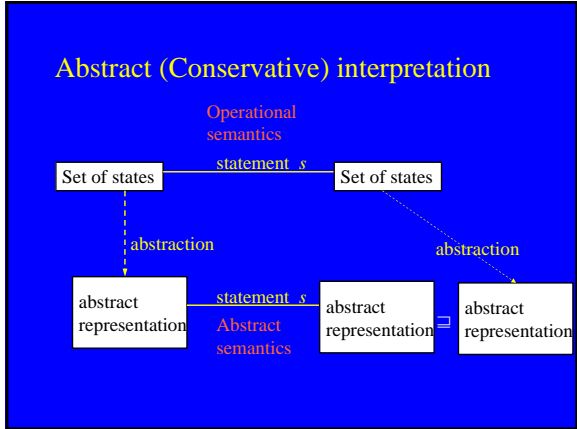 Abstract (Conservative) interpretation
Operational
semantics
statement s
Set of states
Set of states
abstraction
abstraction
abstract
representation
statement s
Abstract
semantics
abstract
representation
⊒
abstract
representation